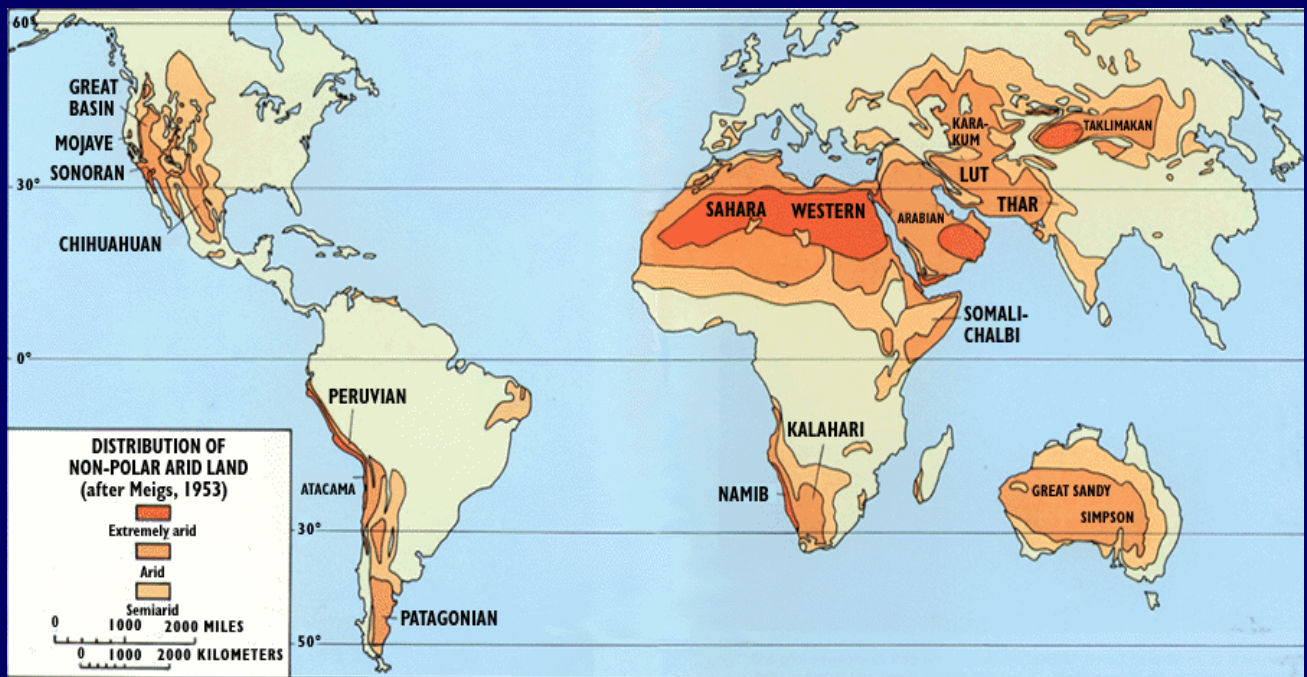 60°
GREAT
BASIN
MOJAVE
SONORAN
30°
CHIHUAHUAN
KARA-
KUM
TAKLIMAKAN
LUT
THAR
SAHARA
WESTERN
ARABIAN
SOMALI-
CHALBI
0°
PERUVIAN
ATACAMA
30°
PATAGONIAN
50°
KALAHARI
NAMIB
GREAT SANDY
SIMPSON
DISTRIBUTION OF
NON-POLAR ARID LAND
(after Meigs, 1953)
Extremely arid
Arid
Semiarid
0 1000 2000 MILES
0 1000 2000 KILOMETERS